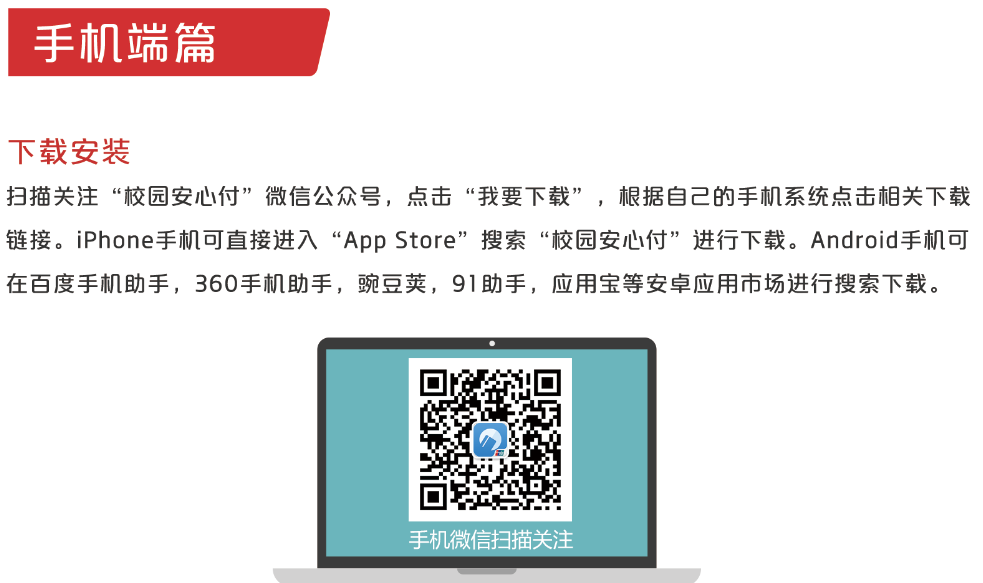 手机端篇
下载安装
扫描关注“校园安心付”微信公众号，点击“我要下载”，根据自己的手机系统点击相关下载
链接。iPhone手机可直接进入“App Store”搜索“校园安心付”进行下载。Android手机可
在百度手机助手，360手机助手，豌豆荚，91助手，应用宝等安卓应用市场进行搜索下载。
手机微信扫描关注